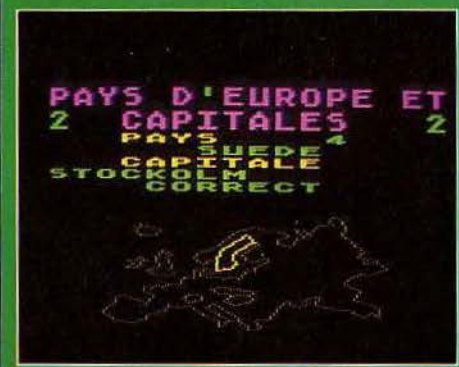 PAYS D'EUROPE ET
2 CAPITALES 2
PAYS 4
SUEDE
CAPITALE
STOCKOLM
CORRECT